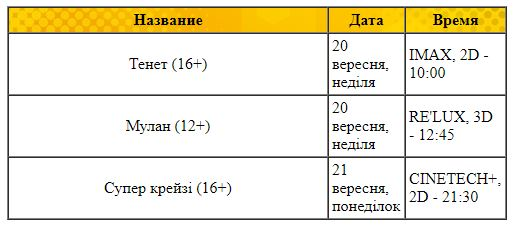 Название Дата Время
Тенет (16+)
20
вересня,
неділя
IMAX, 2D -
10:00
Мулан (12+)
20
вересня,
неділя
RE'LUX, 3D
- 12:45
Супер крейзі (16+)
21
вересня,
понеділок
CINETECH+,
2D - 21:30